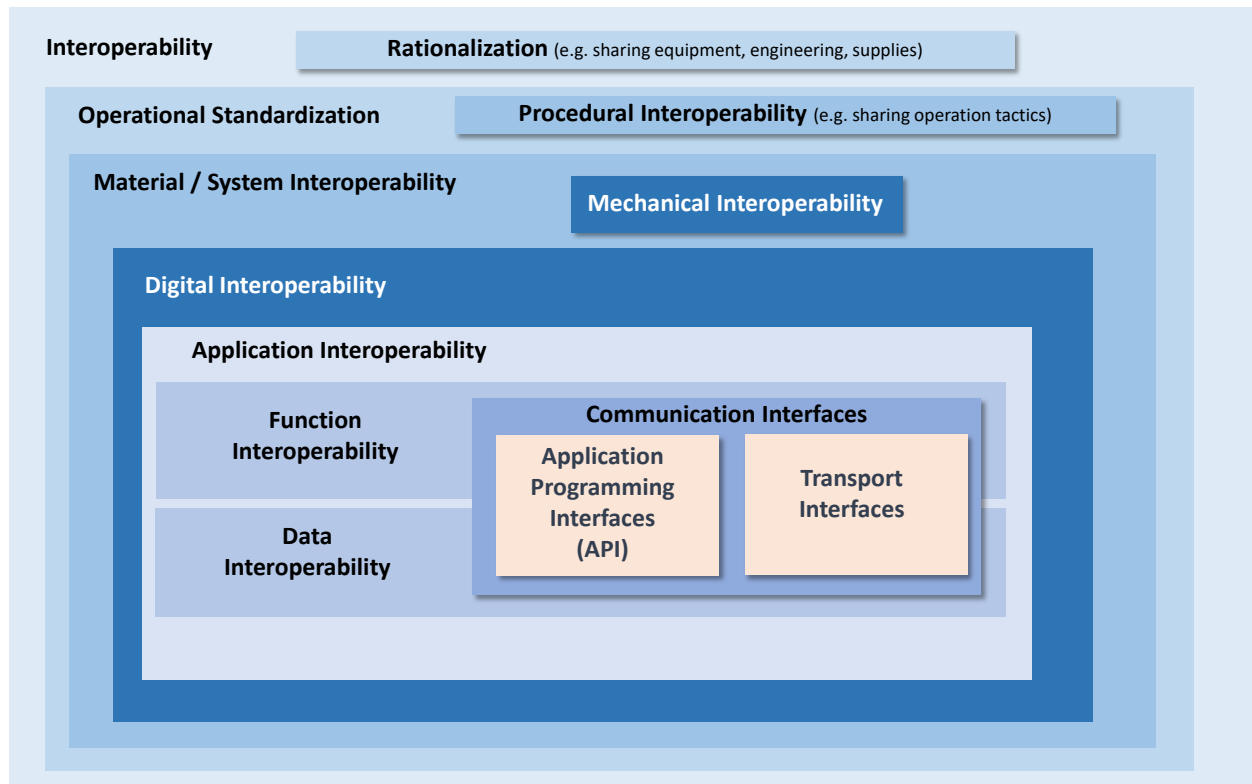 Interoperability
Rationalization (e.g. sharing equipment, engineering, supplies)
Operational Standardization
Procedural Interoperability (e.g. sharing operation tactics)
Material / System Interoperability
Mechanical Interoperability
Digital Interoperability
Application Interoperability
Function
Interoperability
Communication Interfaces
Application
Programming
Interfaces
(API)
Transport
Interfaces
Data
Interoperability